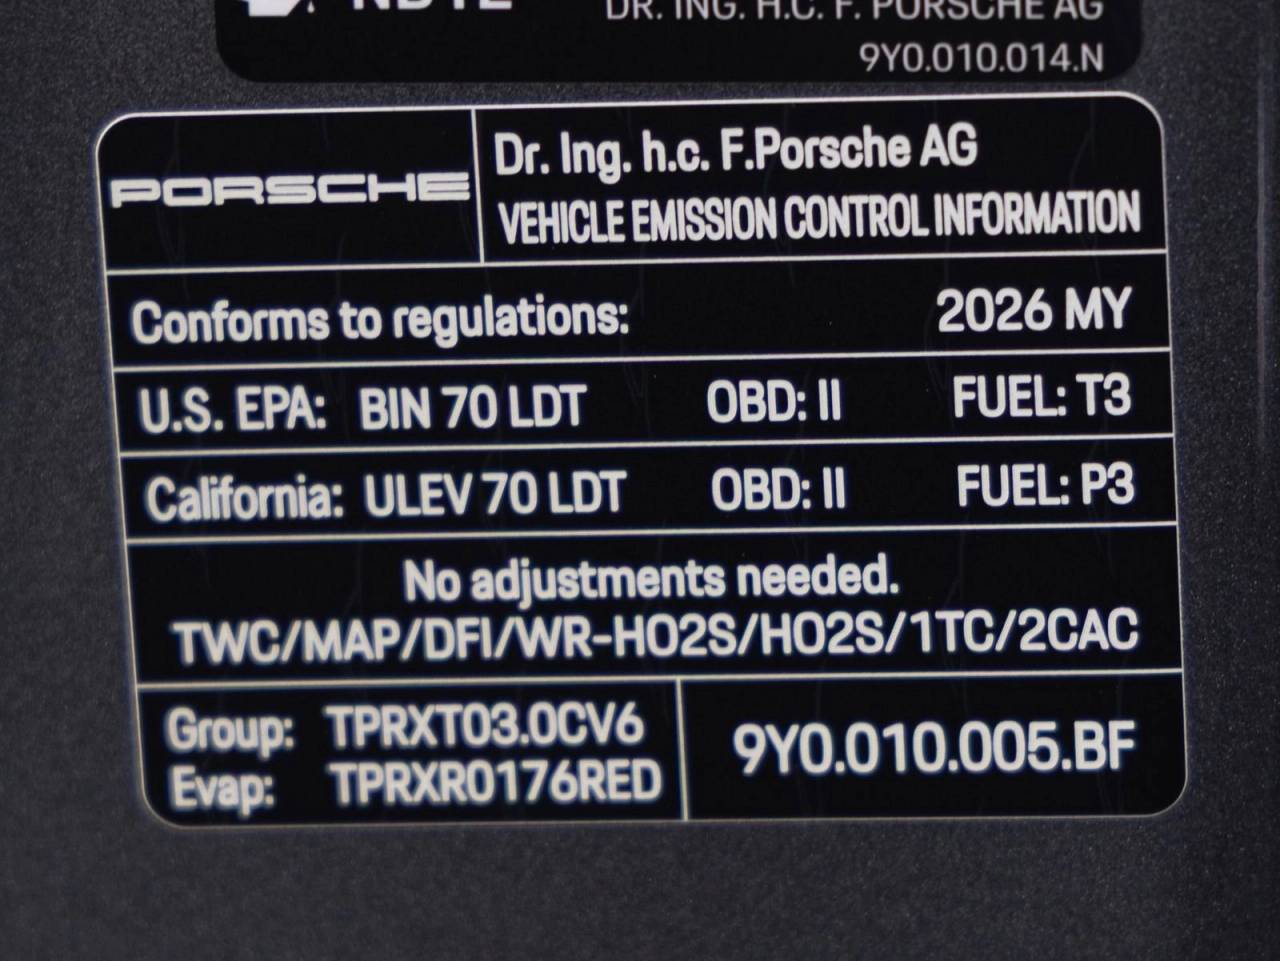 DR. ING. H.C. F. PORSCHE AG
9Y0.010.014.N
PORSCHE
Dr. Ing. h.c. F.Porsche AG
VEHICLE EMISSION CONTROL INFORMATION
Conforms to regulations: 2026 MY
U.S. EPA: BIN 70 LDT OBD: II FUEL: T3
California: ULEV 70 LDT OBD: II FUEL: P3
No adjustments needed.
TWC/MAP/DFI/WR-HO2S/HO2S/1TC/2CAC
Group: TPRXT03.0CV6
Evap: TPRXR0176RED
9Y0.010.005.BF